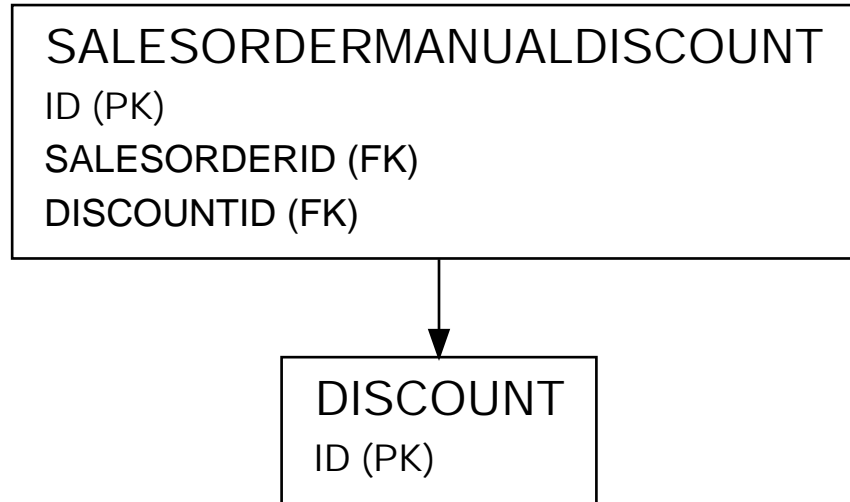 SALESORDERMANUALDISCOUNT
ID (PK)
SALESORDERID (FK)
DISCOUNTID (FK)
DISCOUNT
ID (PK)